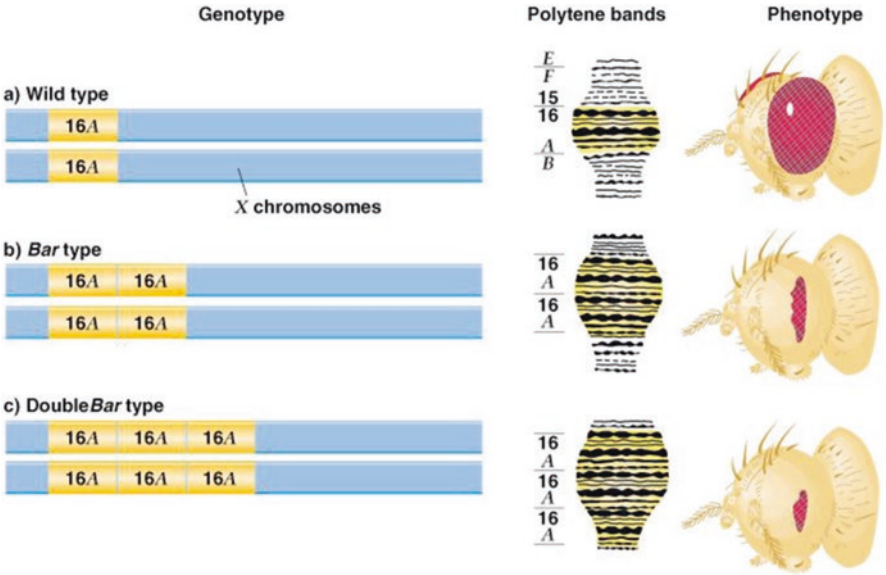 Genotype
Polytene bands
Phenotype
a) Wild type
16A
16A
X chromosomes
E
F
15
16
A
B
b) Bar type
16A 16A
16A 16A
16
A
16
A
c) DoubleBar type
16A 16A 16A
16A 16A 16A
16
A
16
A
16
A